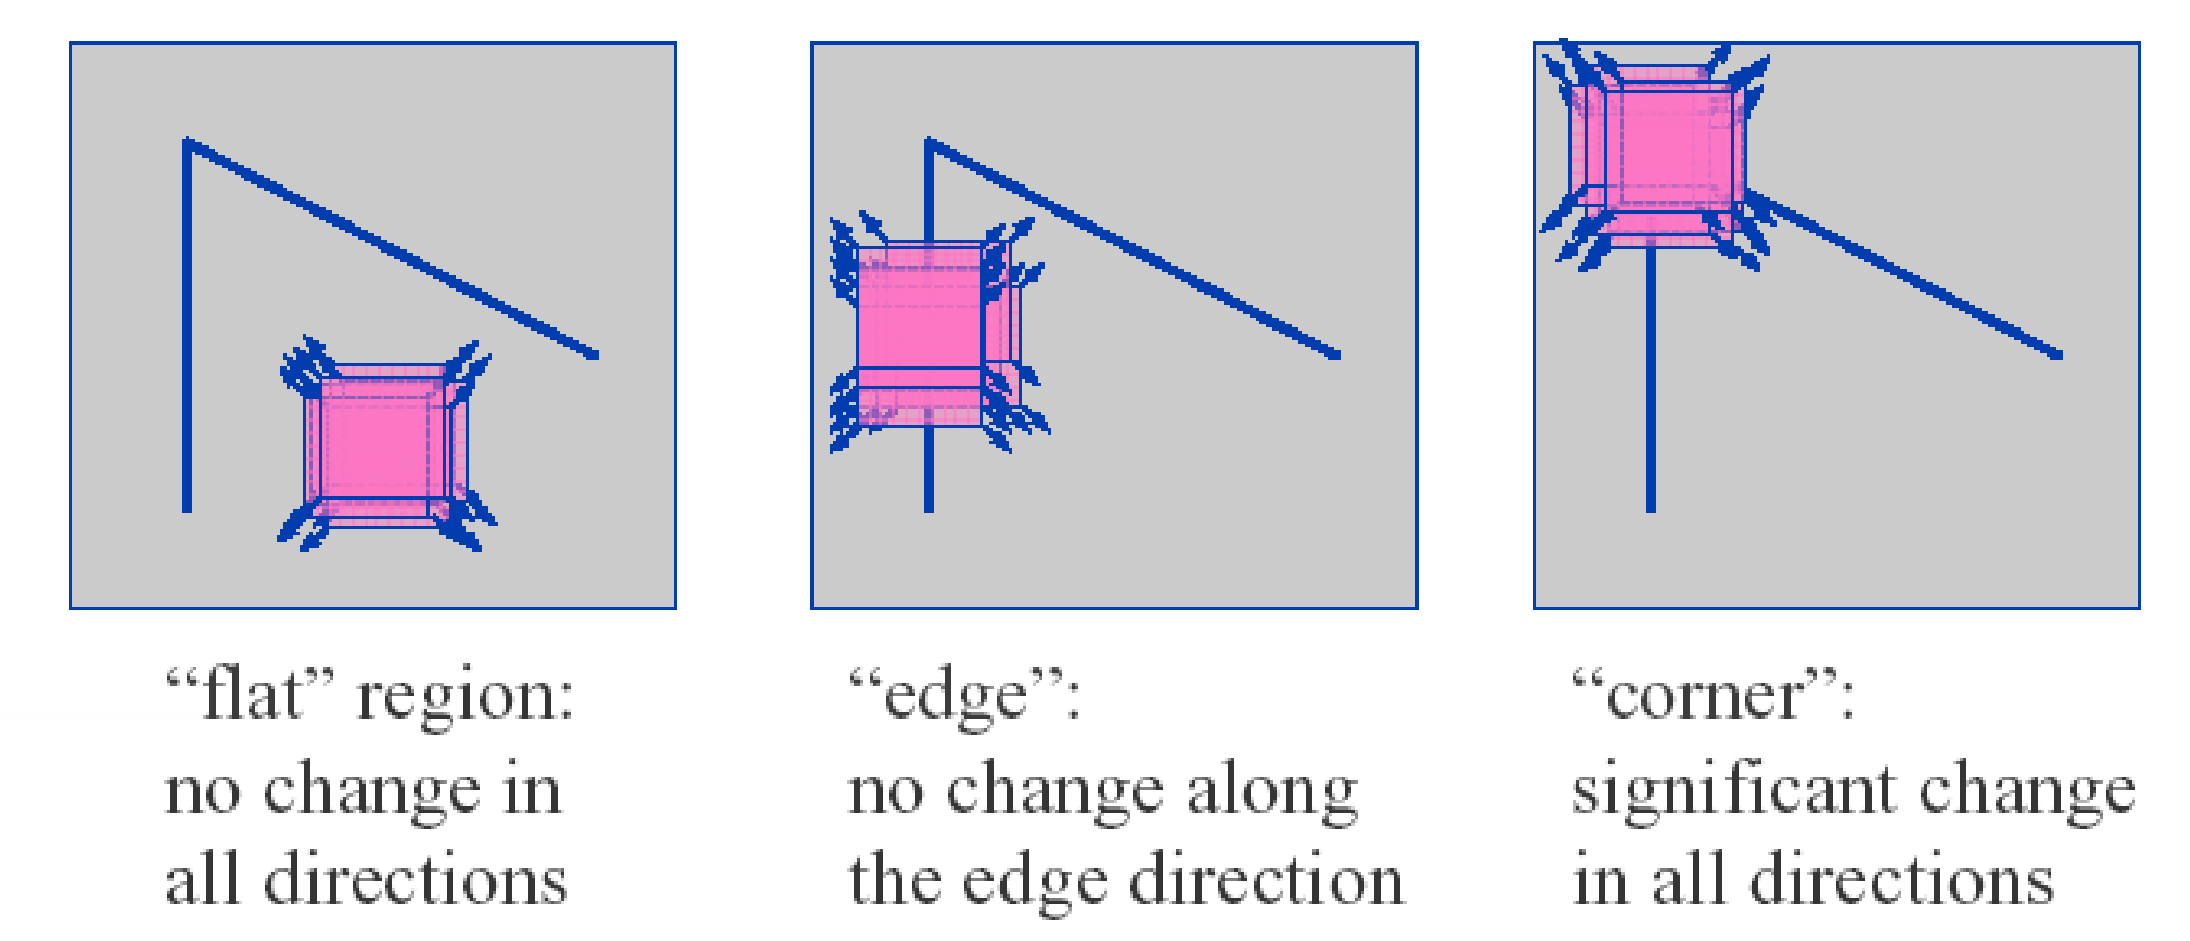 “flat” region:
no change in
all directions
“edge”:
no change along
the edge direction
“corner”:
significant change
in all directions